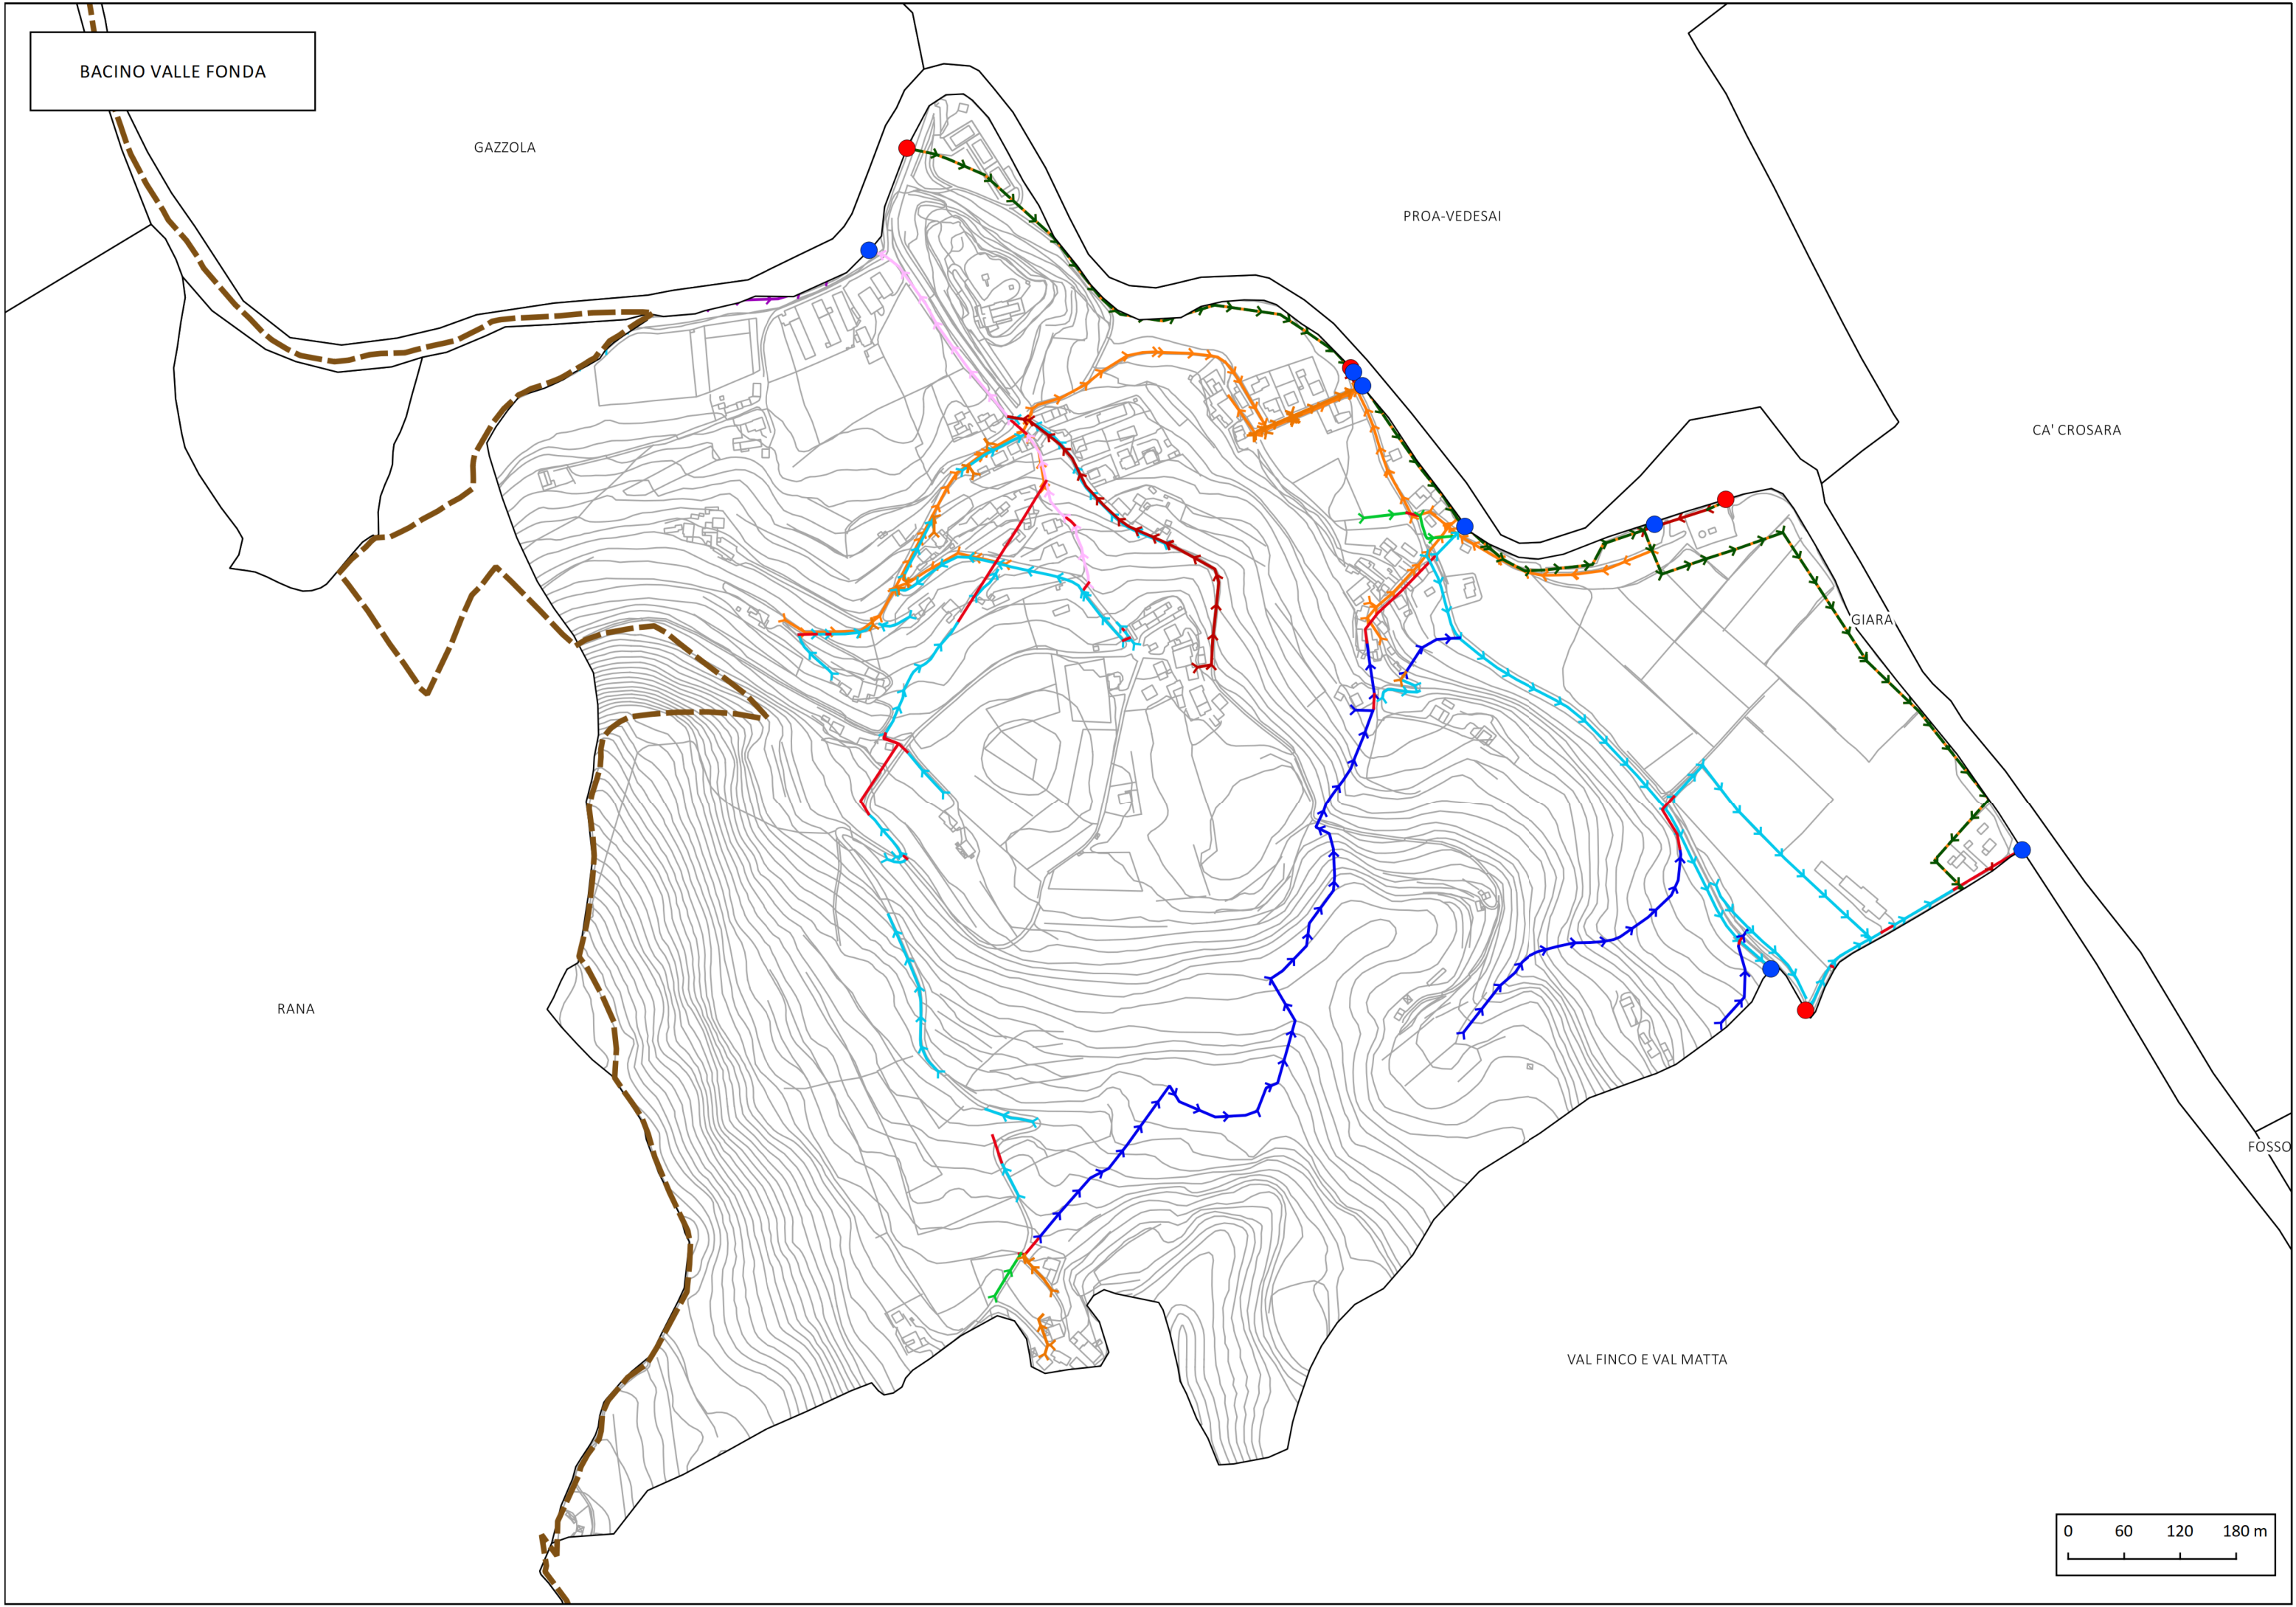 BACINO VALLE FONDA
GAZZOLA
PROA-VEDESAI
CA' CROSARA
GIARA
RANA
FOSSO
VAL FINCO E VAL MATTA
0 60 120 180 m